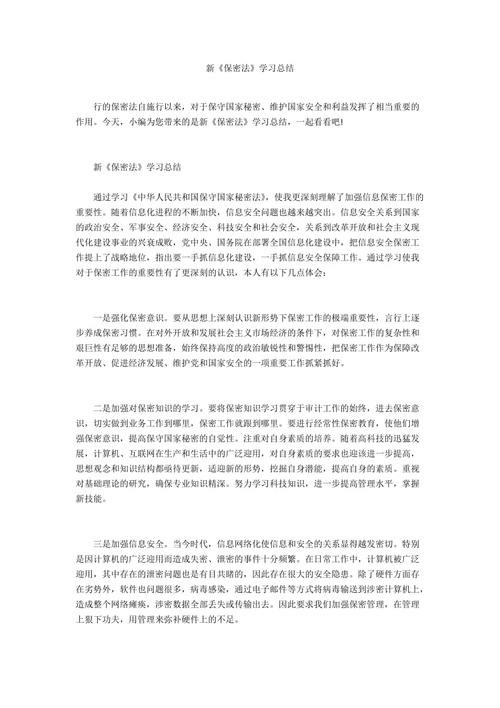 新《保密法》学习总结
行的保密法自施行以来，对于保守国家秘密、维护国家安全和利益发挥了相当重要的
作用。今天，小编为您带来的是新《保密法》学习总结，一起看看吧!
新《保密法》学习总结
通过学习《中华人民共和国保守国家秘密法》，使我更深刻理解了加强信息保密工作的
重要性。随着信息化进程的不断加快，信息安全问题也越来越突出。信息安全关系到国家
的政治安全、军事安全、经济安全、科技安全和社会安全，关系到改革开放和社会主义现
代化建设事业的兴衰成败，党中央、国务院在部署全国信息化建设中，把信息安全保密工
作提上了战略地位，指出要一手抓信息化建设，一手抓信息安全保障工作。通过学习使我
对于保密工作的重要性有了更深刻的认识，本人有以下几点体会：
一是强化保密意识。要从思想上深刻认识新形势下保密工作的极端重要性，言行上逐
步养成保密习惯。在对外开放和发展社会主义市场经济的条件下，对保密工作的复杂性和
艰巨性有足够的思想准备，始终保持高度的政治敏锐性和警惕性，把保密工作作为保障改
革开放、促进经济发展、维护党和国家安全的一项重要工作抓紧抓好。
二是加强对保密知识的学习。要将保密知识学习贯穿于审计工作的始终，进去保密意
识，切实做到业务工作到哪里，保密工作就跟到哪里。要进行经常性保密教育，使他们增
强保密意识，提高保守国家秘密的自觉性。注重对自身素质的培养。随着高科技的迅猛发
展，计算机、互联网在生产和生活中的广泛迎用，对自身素质的要求也迎该进一步提高，
思想观念和知识结构都亟待更新，适迎新的形势，挖掘自身潜能，提高自身的素质。重视
对基础理论的研究，确保专业知识精深。努力学习科技知识，进一步提高管理水平，掌握
新技能。
三是加强信息安全。当今时代，信息网络化使信息和安全的关系显得越发密切。特别
是因计算机的广泛迎用而造成失密、泄密的事件十分频繁。在日常工作中，计算机被广泛
迎用，其中存在的泄密问题也是有目共睹的，因此存在很大的安全隐患。除了硬件方面存
在劣势外，软件也问题很多，病毒感染，通过电子邮件等方式将病毒输送到涉密计算机上，
造成整个网络瘫痪，涉密数据全部丢失或传输出去。因此要求我们加强保密管理，在管理
上狠下功夫，用管理来弥补硬件上的不足。